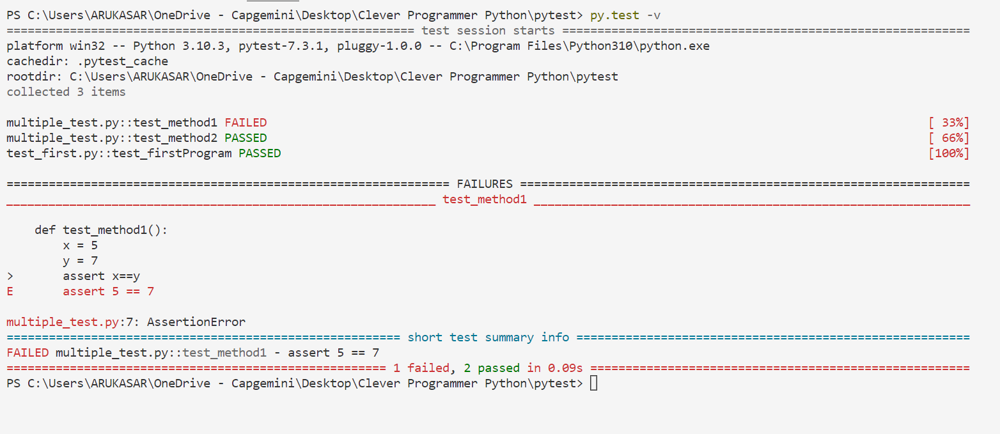 PS C:\Users\ARUKASAR\OneDrive - Capgemini\Desktop\Clever Programmer Python\pytest> py.test -v
========================================================== test session starts ==========================================================
platform win32 -- Python 3.10.3, pytest-7.3.1, pluggy-1.0.0 -- C:\Program Files\Python310\python.exe
cachedir: .pytest_cache
rootdir: C:\Users\ARUKASAR\OneDrive - Capgemini\Desktop\Clever Programmer Python\pytest
collected 3 items
multiple_test.py::test_method1 FAILED [ 33%]
multiple_test.py::test_method2 PASSED [ 66%]
test_first.py::test_firstProgram PASSED [100%]
=============================================================== FAILURES ================================================================
_____________________________________________________________ test_method1 ______________________________________________________________
def test_method1():
x = 5
y = 7
> assert x==y
E assert 5 == 7
multiple_test.py:7: AssertionError
======================================================== short test summary info ========================================================
FAILED multiple_test.py::test_method1 - assert 5 == 7
====================================================== 1 failed, 2 passed in 0.09s ======================================================
PS C:\Users\ARUKASAR\OneDrive - Capgemini\Desktop\Clever Programmer Python\pytest>